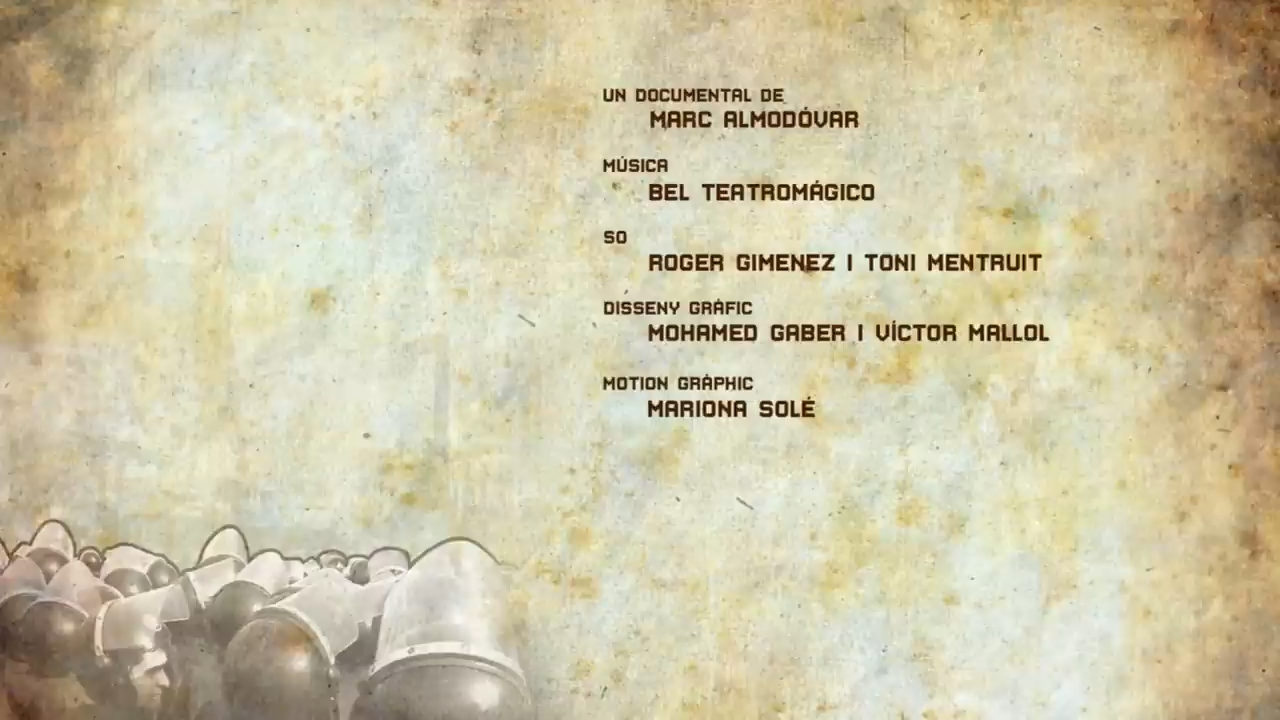 UN DOCUMENTAL DE
MARC ALMODÓVAR
MÚSICA
BEL TEATROMÁGICO
SO
ROGER GIMENEZ I TONI MENTRUIT
DISSENY GRÀFIC
MOHAMED GABER I VÍCTOR MALLOL
MOTION GRÀPHIC
MARIONA SOLÉ